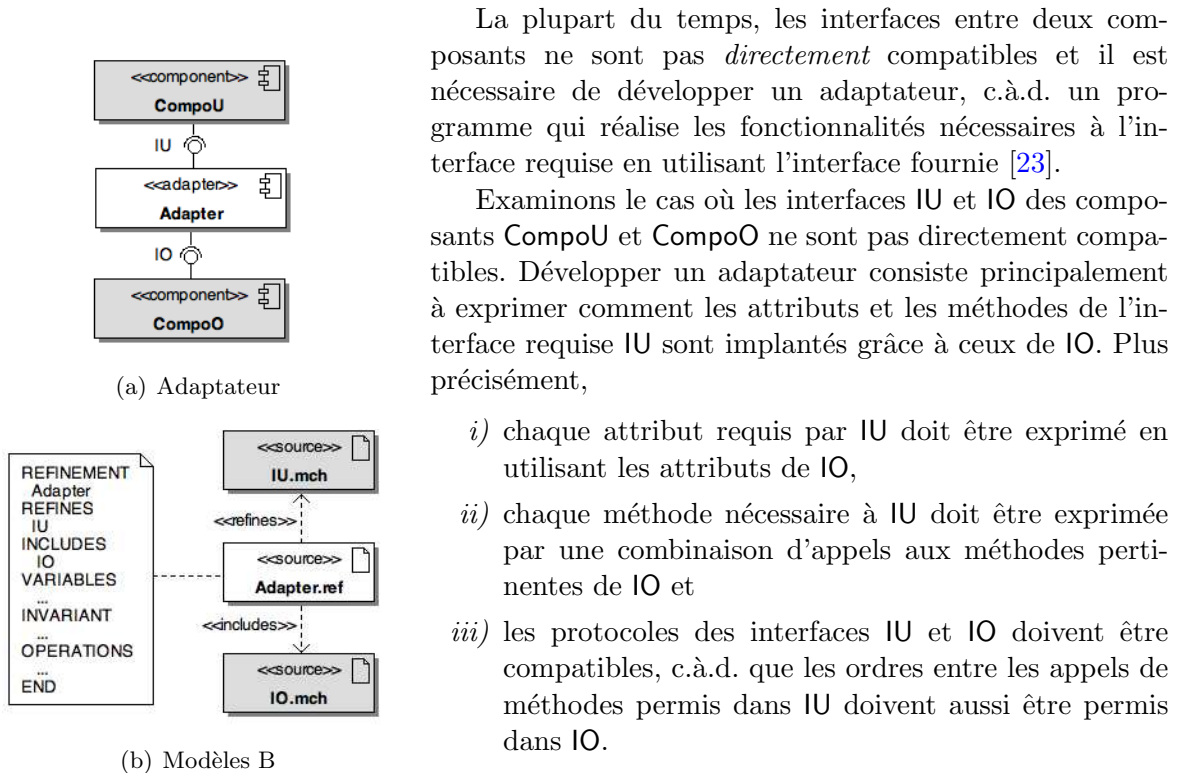 <<component>>
CompoU
IU
<<adapter>>
Adapter
IO
<<component>>
CompoO
(a) Adaptateur
REFINEMENT
Adapter
REFINES
IU
INCLUDES
IO
VARIABLES
...
INVARIANT
...
OPERATIONS
...
END
<<source>>
IU.mch
<<refines>>
<<source>>
Adapter.ref
<<includes>>
<<source>>
IO.mch
(b) Modèles B
La plupart du temps, les interfaces entre deux com-
posants ne sont pas directement compatibles et il est
nécessaire de développer un adaptateur, c.à.d. un pro-
gramme qui réalise les fonctionnalités nécessaires à l'in-
terface requise en utilisant l'interface fournie [23].
Examinons le cas où les interfaces IU et IO des compo-
sants CompoU et CompoO ne sont pas directement compa-
tibles. Développer un adaptateur consiste principalement
à exprimer comment les attributs et les méthodes de l'in-
terface requise IU sont implantés grâce à ceux de IO. Plus
précisément,
i) chaque attribut requis par IU doit être exprimé en
utilisant les attributs de IO,
ii) chaque méthode nécessaire à IU doit être exprimée
par une combinaison d'appels aux méthodes perti-
nentes de IO et
iii) les protocoles des interfaces IU et IO doivent être
compatibles, c.à.d. que les ordres entre les appels de
méthodes permis dans IU doivent aussi être permis
dans IO.